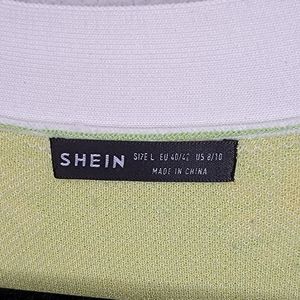 SHEIN
SIZE L EU 40/42 US 8/10
MADE IN CHINA